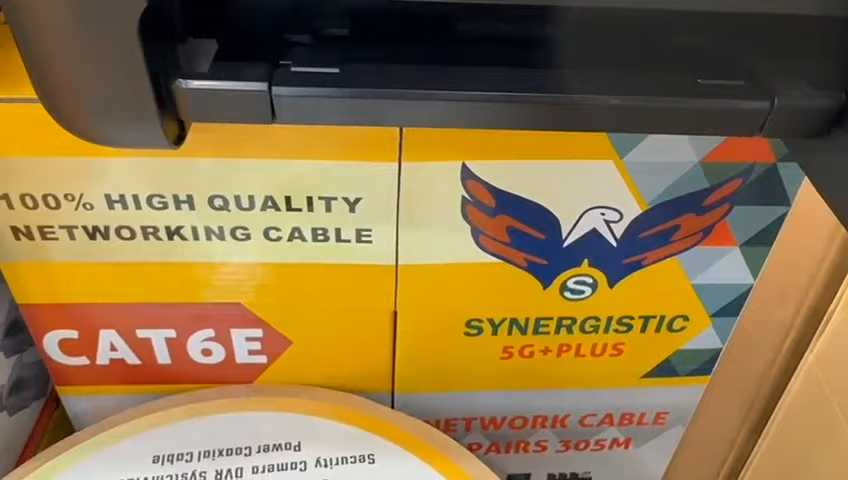 100% HIGH QUALITY
NETWORKING CABLE
CAT6E
S
SYNERGISTIC
5G+PLUS
NETWORK CABLE
PAIRS 305M
Security Camera DVR System
Power Coaxial Cable